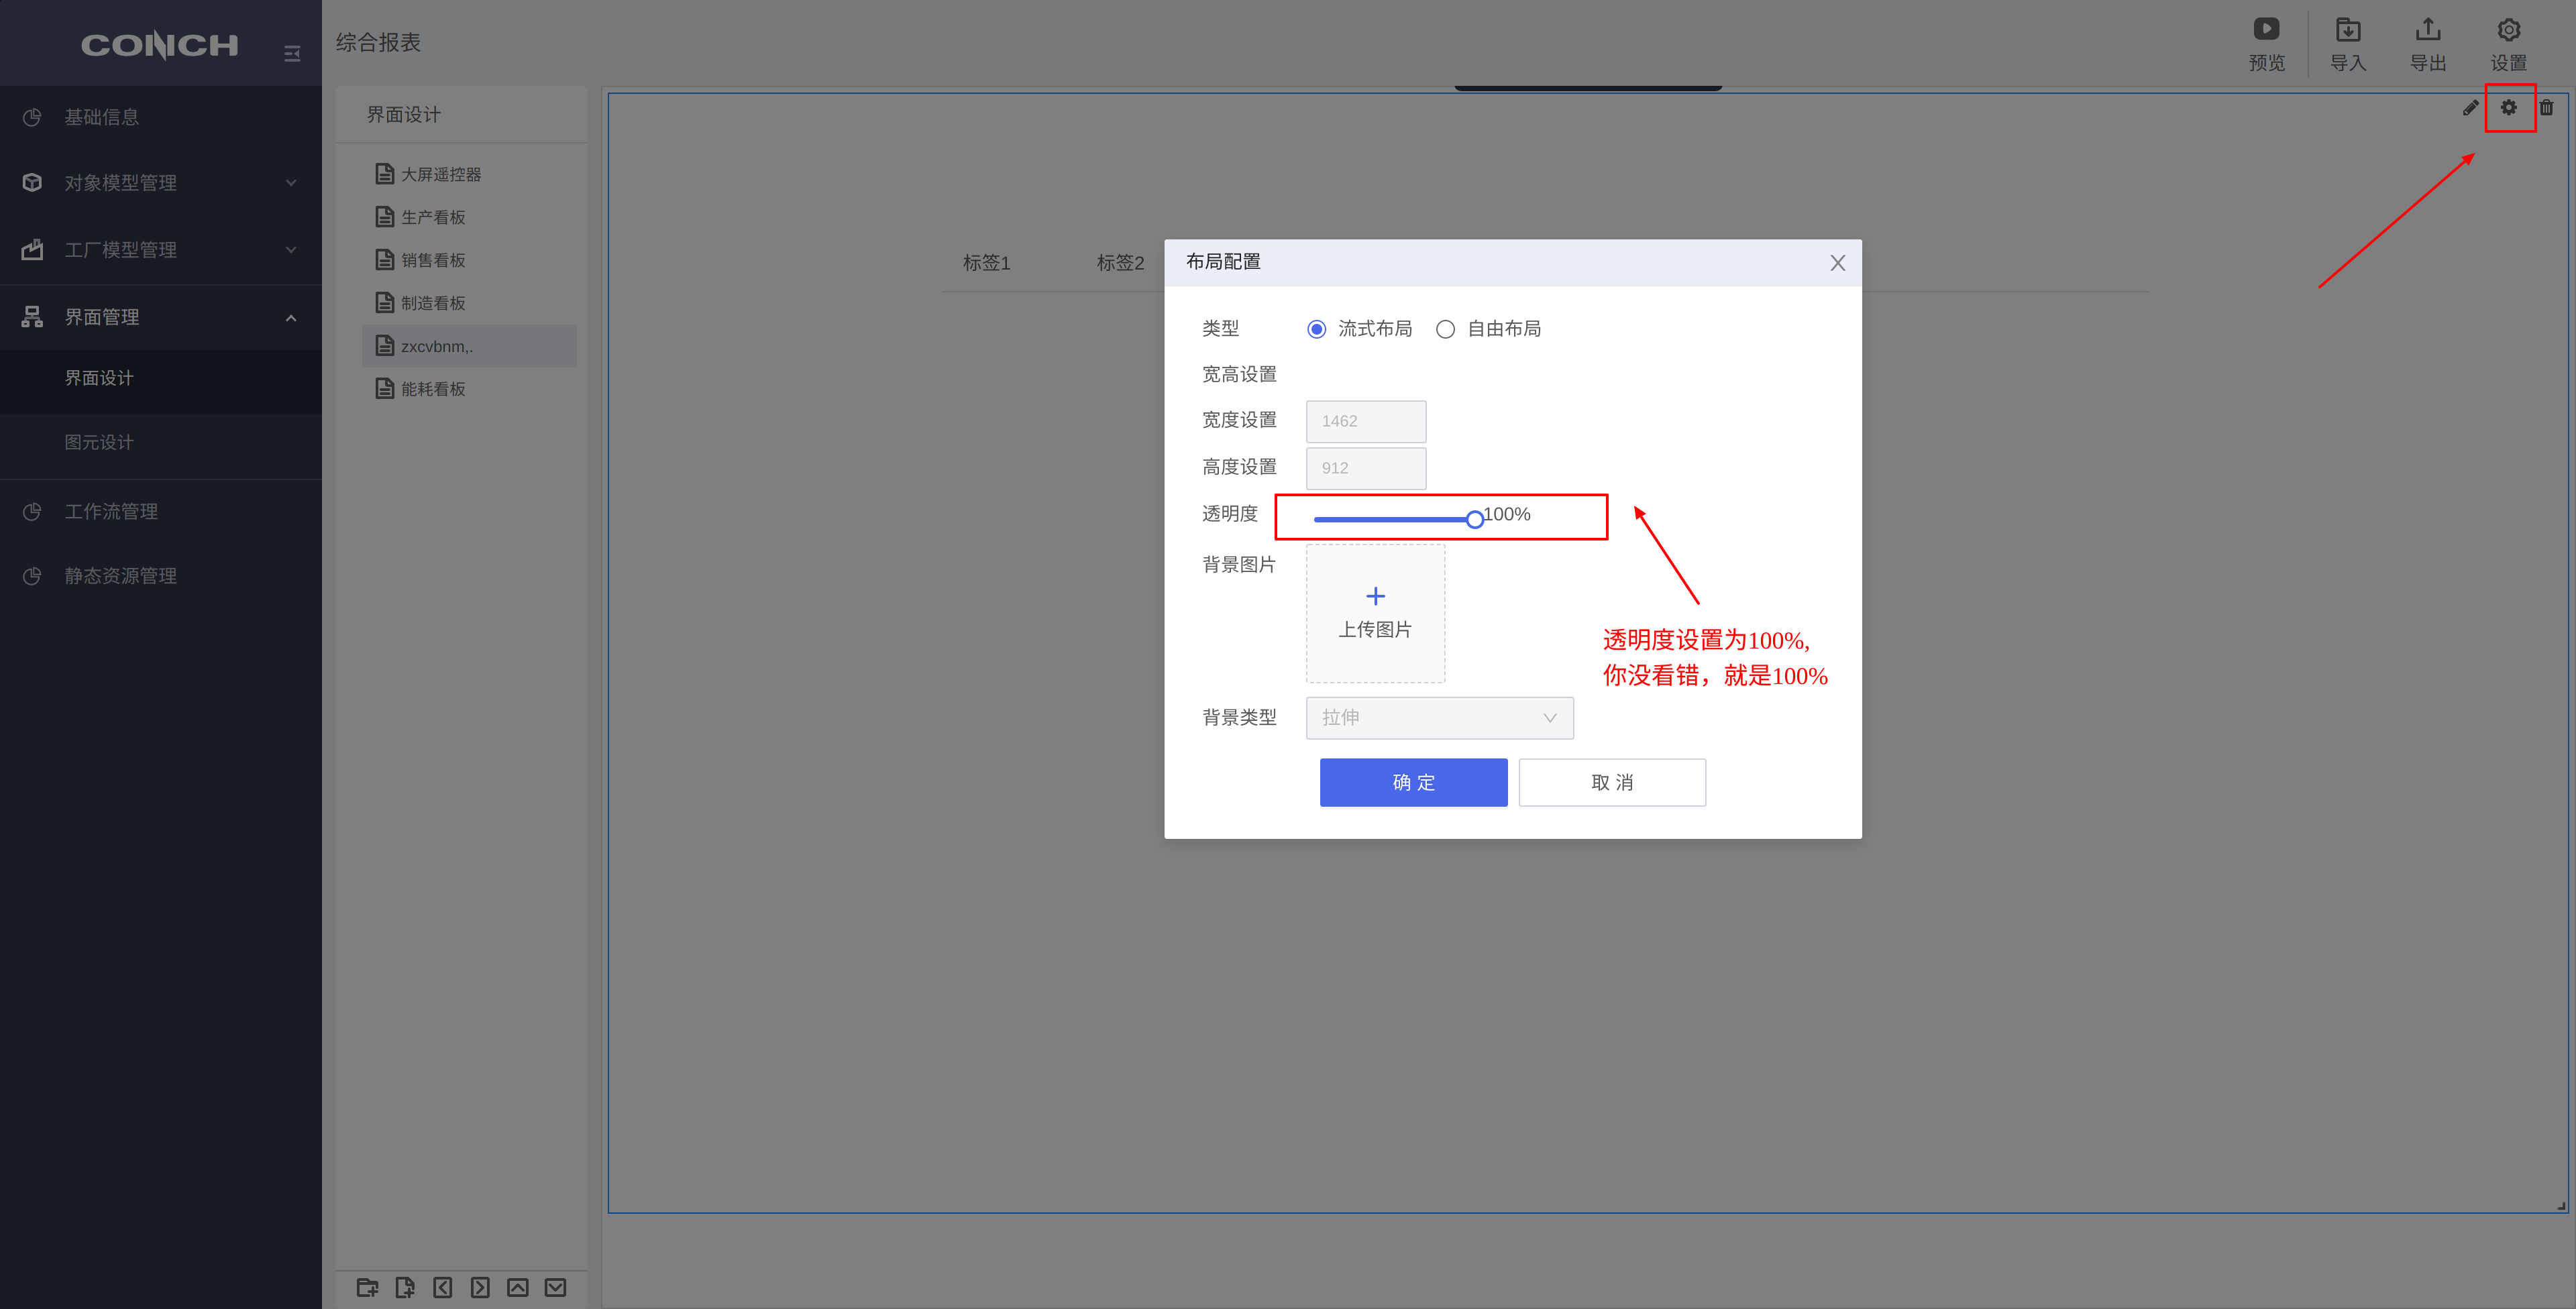 CONCH
综合报表
预览
导入
导出
设置
基础信息
对象模型管理
工厂模型管理
界面管理
界面设计
图元设计
工作流管理
静态资源管理
界面设计
大屏遥控器
生产看板
销售看板
制造看板
zxcvbnm,.
能耗看板
标签1
标签2
布局配置
类型
流式布局
自由布局
宽高设置
宽度设置
1462
高度设置
912
透明度
100%
背景图片
上传图片
背景类型
拉伸
确 定
取 消
透明度设置为100%,
你没看错，就是100%